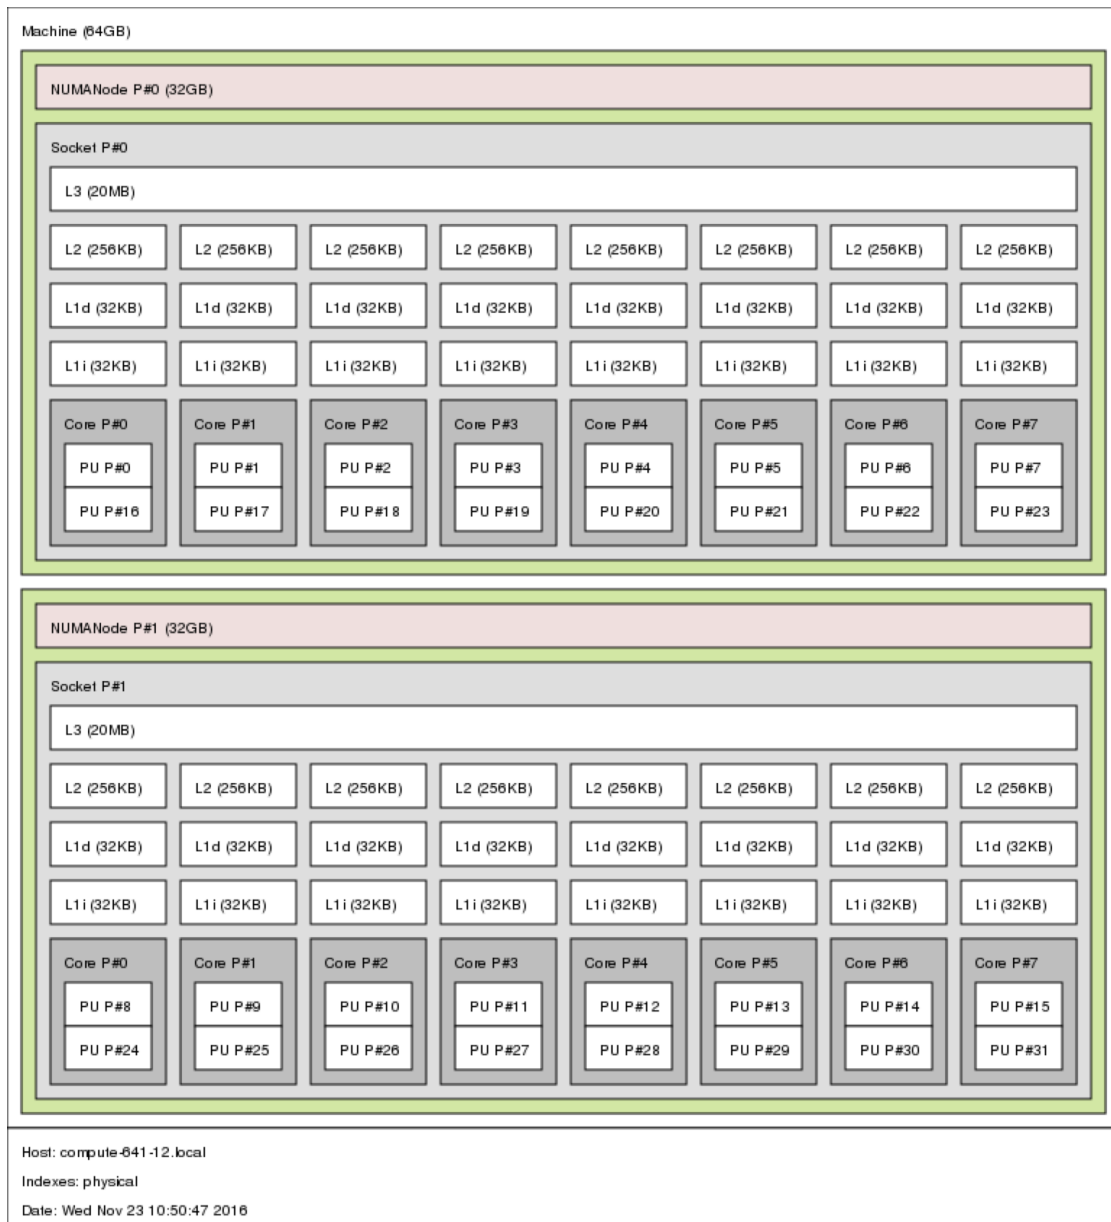 Machine (64GB)
NUMANode P#0 (32GB)
Socket P#0
L3 (20MB)
L2 (256KB) L2 (256KB) L2 (256KB) L2 (256KB) L2 (256KB) L2 (256KB) L2 (256KB) L2 (256KB)
L1d (32KB) L1d (32KB) L1d (32KB) L1d (32KB) L1d (32KB) L1d (32KB) L1d (32KB) L1d (32KB)
L1i (32KB) L1i (32KB) L1i (32KB) L1i (32KB) L1i (32KB) L1i (32KB) L1i (32KB) L1i (32KB)
Core P#0 Core P#1 Core P#2 Core P#3 Core P#4 Core P#5 Core P#6 Core P#7
PU P#0 PU P#1 PU P#2 PU P#3 PU P#4 PU P#5 PU P#6 PU P#7
PU P#16 PU P#17 PU P#18 PU P#19 PU P#20 PU P#21 PU P#22 PU P#23
NUMANode P#1 (32GB)
Socket P#1
L3 (20MB)
L2 (256KB) L2 (256KB) L2 (256KB) L2 (256KB) L2 (256KB) L2 (256KB) L2 (256KB) L2 (256KB)
L1d (32KB) L1d (32KB) L1d (32KB) L1d (32KB) L1d (32KB) L1d (32KB) L1d (32KB) L1d (32KB)
L1i (32KB) L1i (32KB) L1i (32KB) L1i (32KB) L1i (32KB) L1i (32KB) L1i (32KB) L1i (32KB)
Core P#0 Core P#1 Core P#2 Core P#3 Core P#4 Core P#5 Core P#6 Core P#7
PU P#8 PU P#9 PU P#10 PU P#11 PU P#12 PU P#13 PU P#14 PU P#15
PU P#24 PU P#25 PU P#26 PU P#27 PU P#28 PU P#29 PU P#30 PU P#31
Host: compute-641-12.local
Indexes: physical
Date: Wed Nov 23 10:50:47 2016